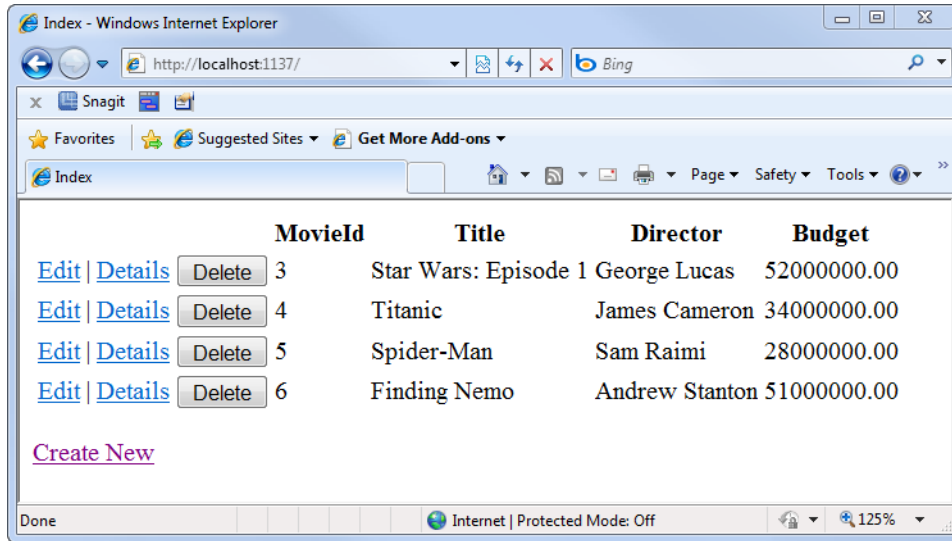 Index - Windows Internet Explorer
http://localhost:1137/ Bing
x Snagit
Favorites Suggested Sites Get More Add-ons
Index Page Safety Tools »
MovieId Title Director Budget
Edit | Details Delete 3 Star Wars: Episode 1 George Lucas 52000000.00
Edit | Details Delete 4 Titanic James Cameron 34000000.00
Edit | Details Delete 5 Spider-Man Sam Raimi 28000000.00
Edit | Details Delete 6 Finding Nemo Andrew Stanton 51000000.00
Create New
Done Internet | Protected Mode: Off 125%